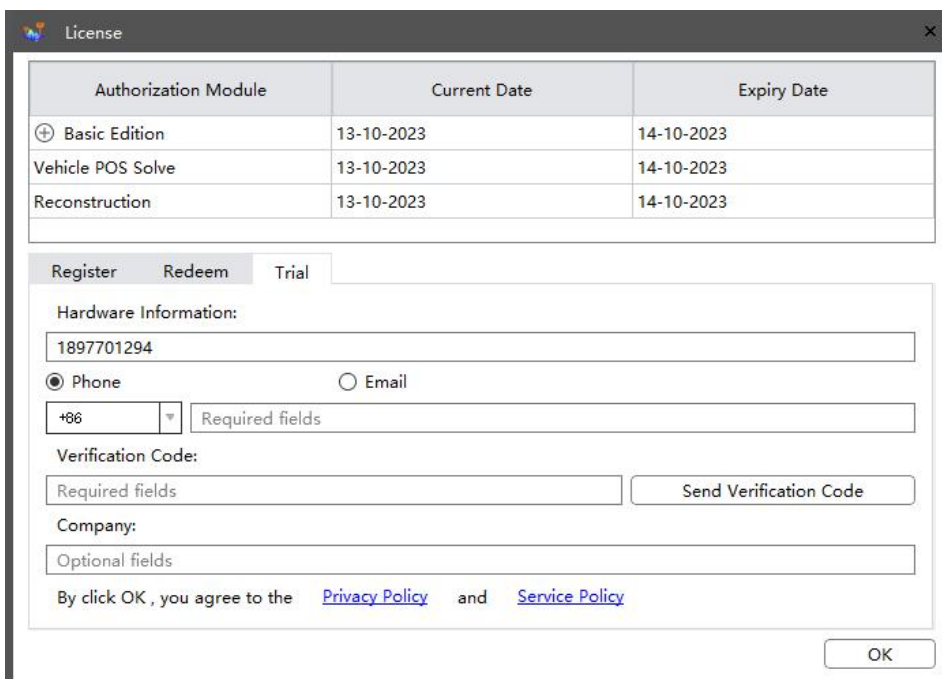 License
Authorization Module Current Date Expiry Date
Basic Edition 13-10-2023 14-10-2023
Vehicle POS Solve 13-10-2023 14-10-2023
Reconstruction 13-10-2023 14-10-2023
Register Redeem Trial
Hardware Information:
1897701294
Phone Email
+86 Required fields
Verification Code:
Required fields Send Verification Code
Company:
Optional fields
By click OK , you agree to the Privacy Policy and Service Policy
OK